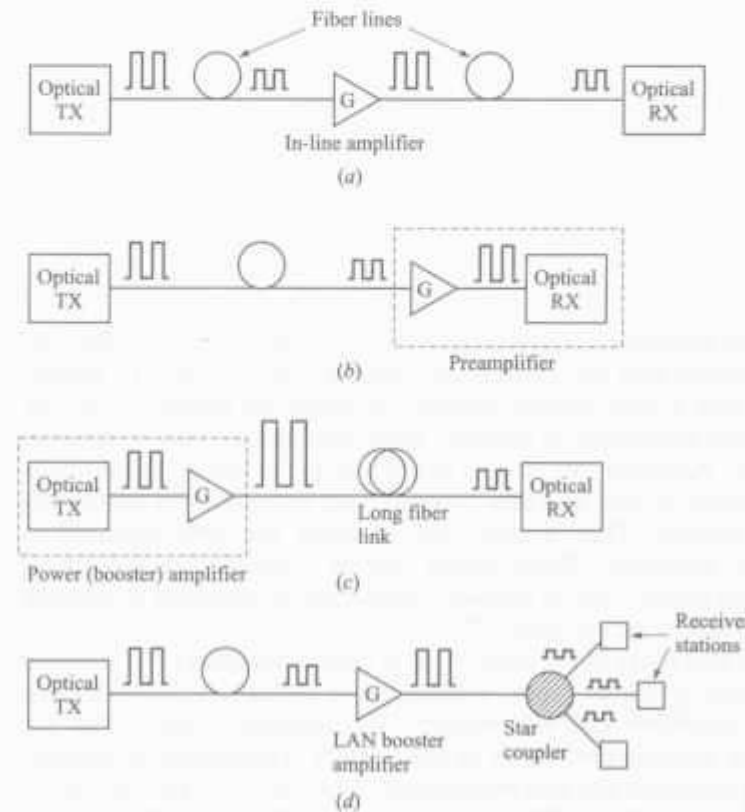 Fiber lines
Optical
TX
G
In-line amplifier
Optical
RX
(a)
Optical
TX
G
Optical
RX
Preamplifier
(b)
Optical
TX
G
Long fiber
link
Optical
RX
Power (booster) amplifier
(c)
Optical
TX
G
LAN booster
amplifier
Star
coupler
Receiver
stations
(d)